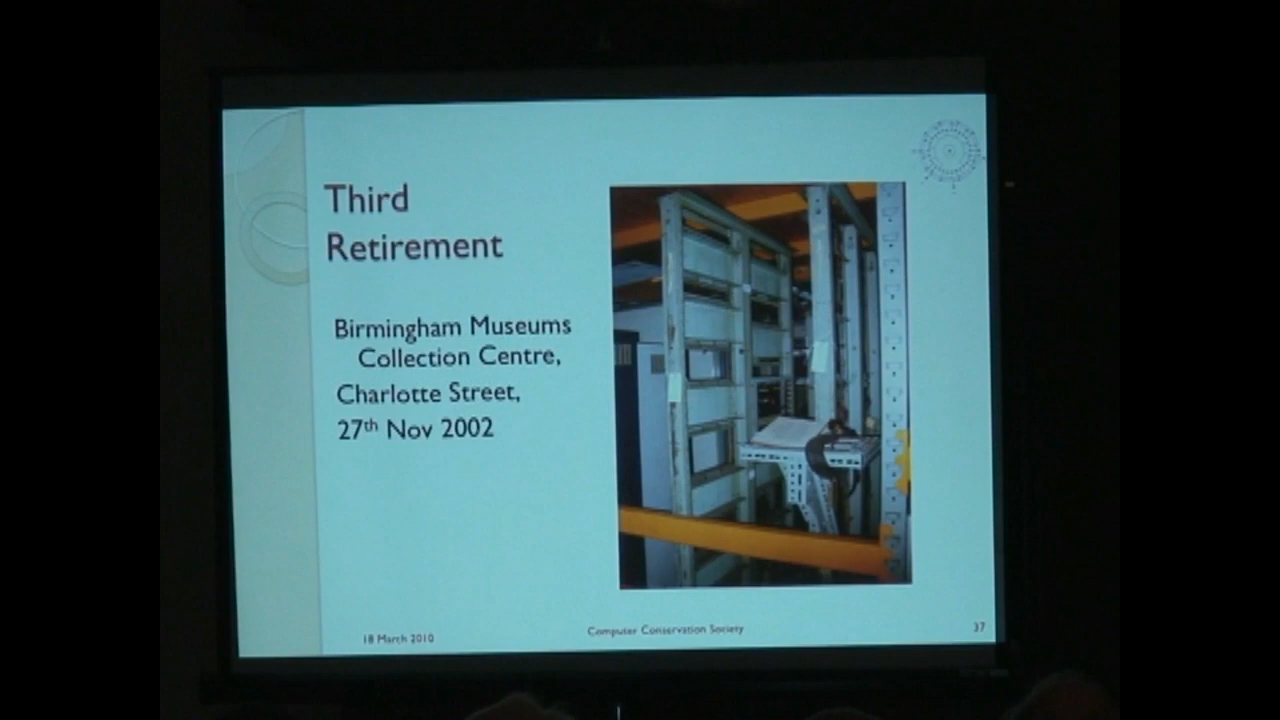 Third
Retirement
Birmingham Museums
Collection Centre,
Charlotte Street,
27th Nov 2002
18 March 2010
Computer Conservation Society
37